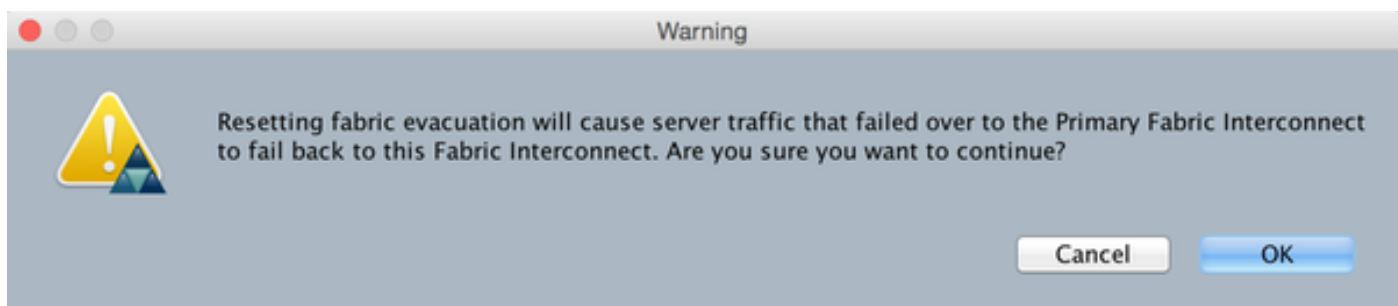 Warning
Resetting fabric evacuation will cause server traffic that failed over to the Primary Fabric Interconnect
to fail back to this Fabric Interconnect. Are you sure you want to continue?
Cancel
OK